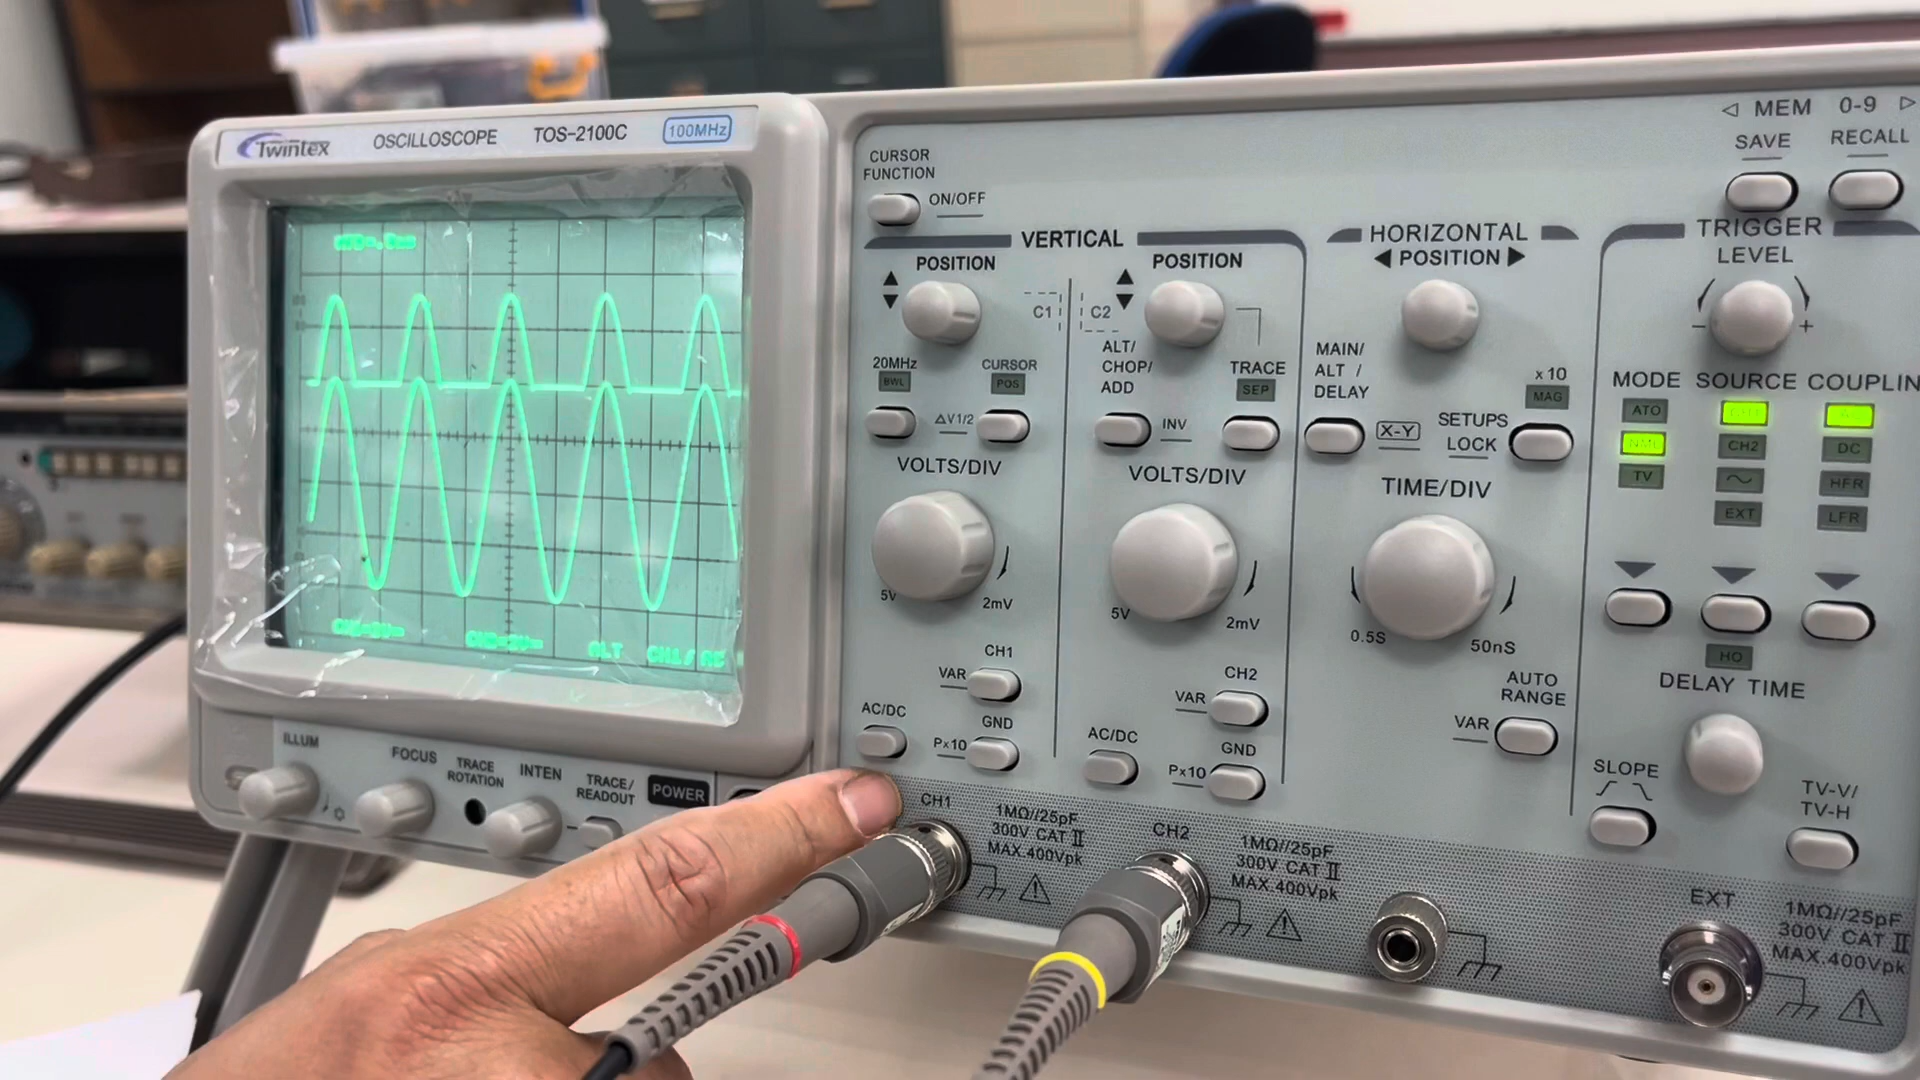 Twintex
OSCILLOSCOPE
TOS-2100C
100MHz
CURSOR
FUNCTION
ON/OFF
VERTICAL
POSITION
C1
20MHz
BWL
CURSOR
POS
△V1/2
VOLTS/DIV
5V
2mV
CH1
VAR
AC/DC
GND
Px10
POSITION
C2
ALT/
CHOP/
ADD
INV
TRACE
SEP
VOLTS/DIV
5V
2mV
CH2
VAR
AC/DC
GND
Px10
HORIZONTAL
◀ POSITION ▶
MAIN/
ALT /
DELAY
X-Y
x 10
MAG
SETUPS
LOCK
TIME/DIV
0.5S
50nS
AUTO
RANGE
VAR
◁ MEM 0-9 ▷
SAVE
RECALL
TRIGGER
LEVEL
- +
MODE
SOURCE
COUPLIN
ATO
NML
TV
CH2
EXT
DC
HFR
LFR
HO
DELAY TIME
SLOPE
TV-V/
TV-H
ILLUM
FOCUS
TRACE
ROTATION
INTEN
TRACE/
READOUT
POWER
ALT
CH1/
CH1
1MΩ//25pF
300V CAT II
MAX.400Vpk
CH2
1MΩ//25pF
300V CAT II
MAX.400Vpk
EXT
1MΩ//25pF
300V CAT II
MAX.400Vpk